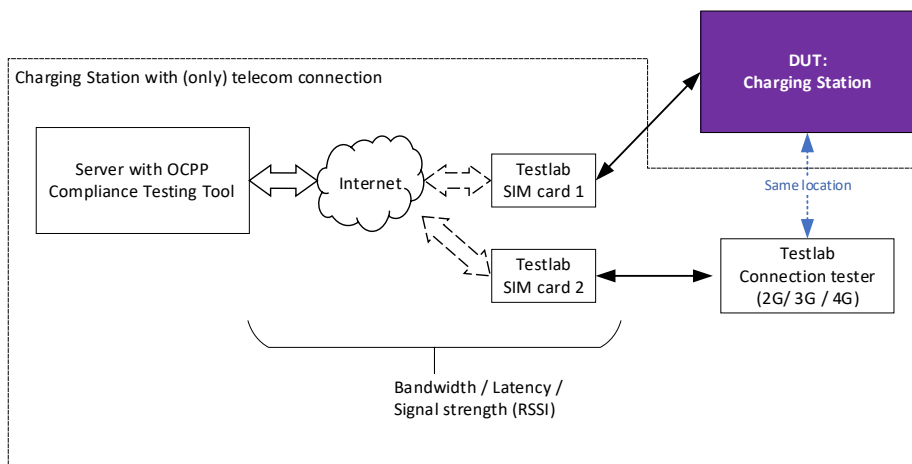 DUT:
Charging Station
Charging Station with (only) telecom connection
Server with OCPP
Compliance Testing Tool
Internet
Testlab
SIM card 1
Same location
Testlab
SIM card 2
Testlab
Connection tester
(2G/ 3G / 4G)
Bandwidth / Latency /
Signal strength (RSSI)